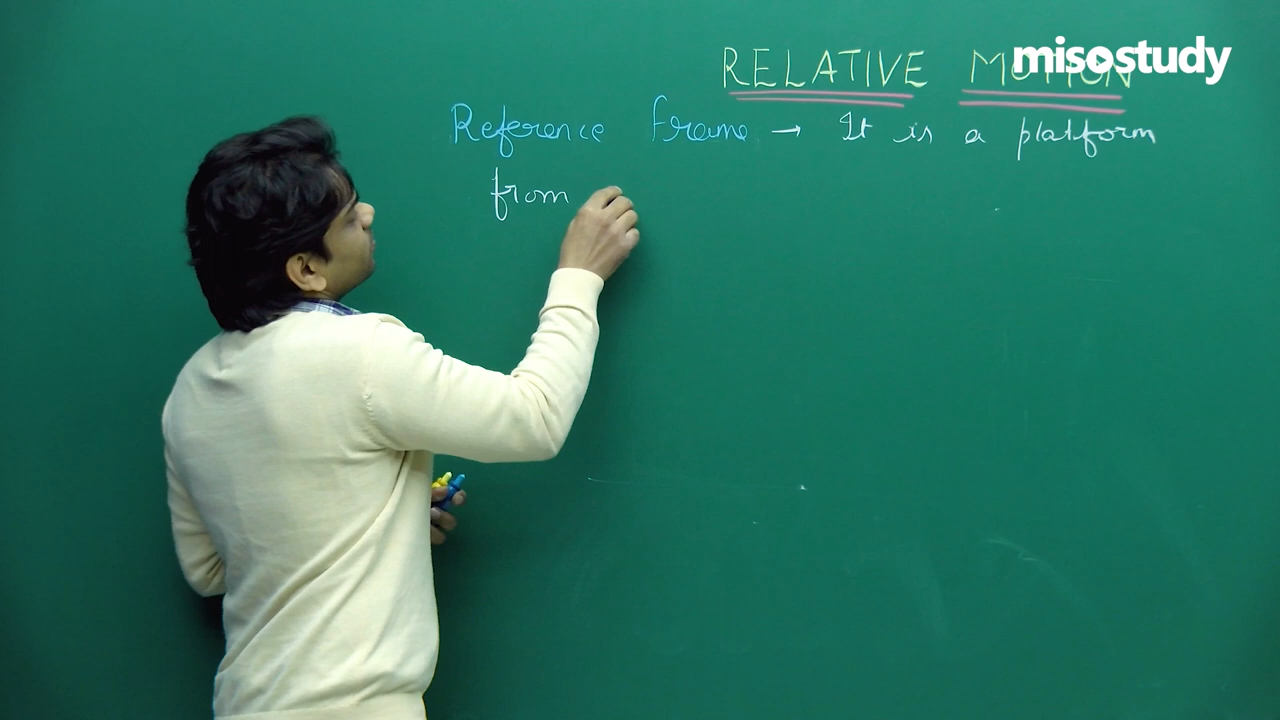 misostudy
RELATIVE MOTION
Reference Frame → It is a platform
from